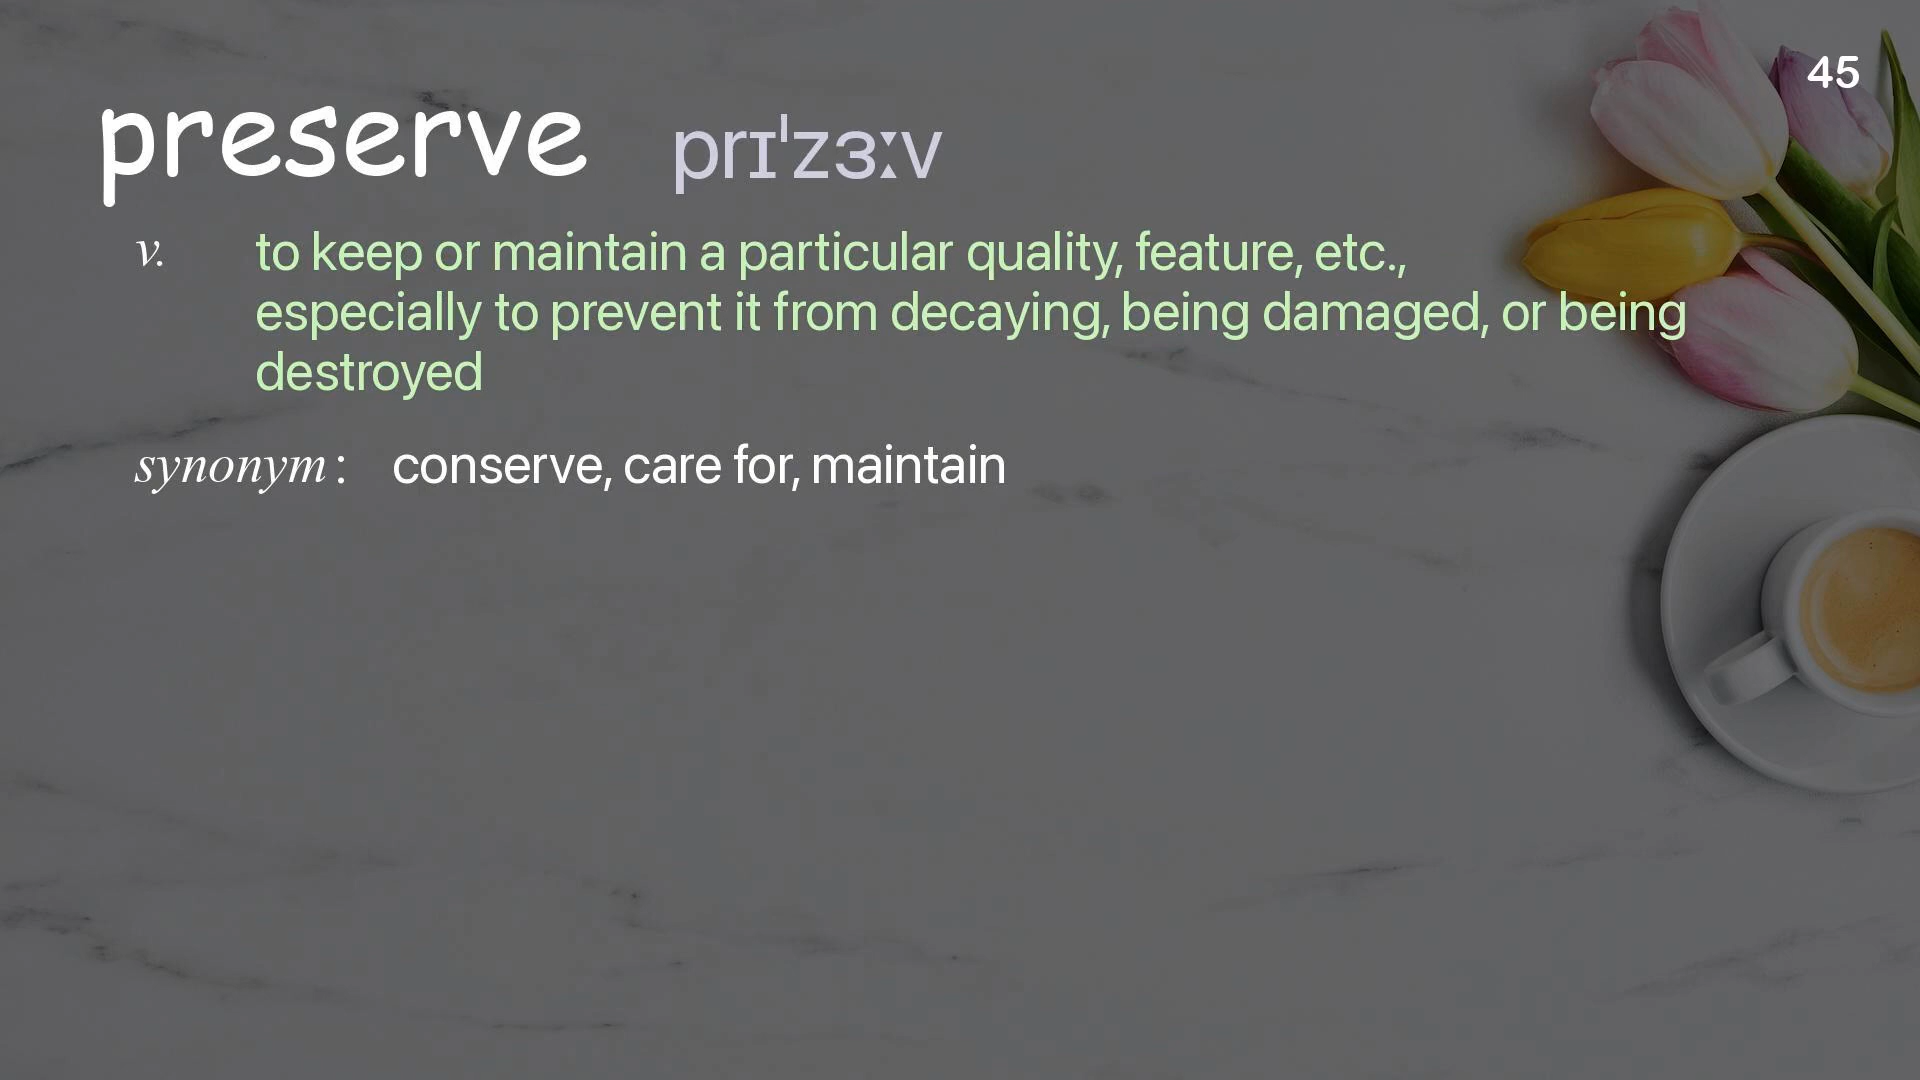 45
preserve prɪˈzɜːv
v. to keep or maintain a particular quality, feature, etc.,
especially to prevent it from decaying, being damaged, or being
destroyed
synonym : conserve, care for, maintain